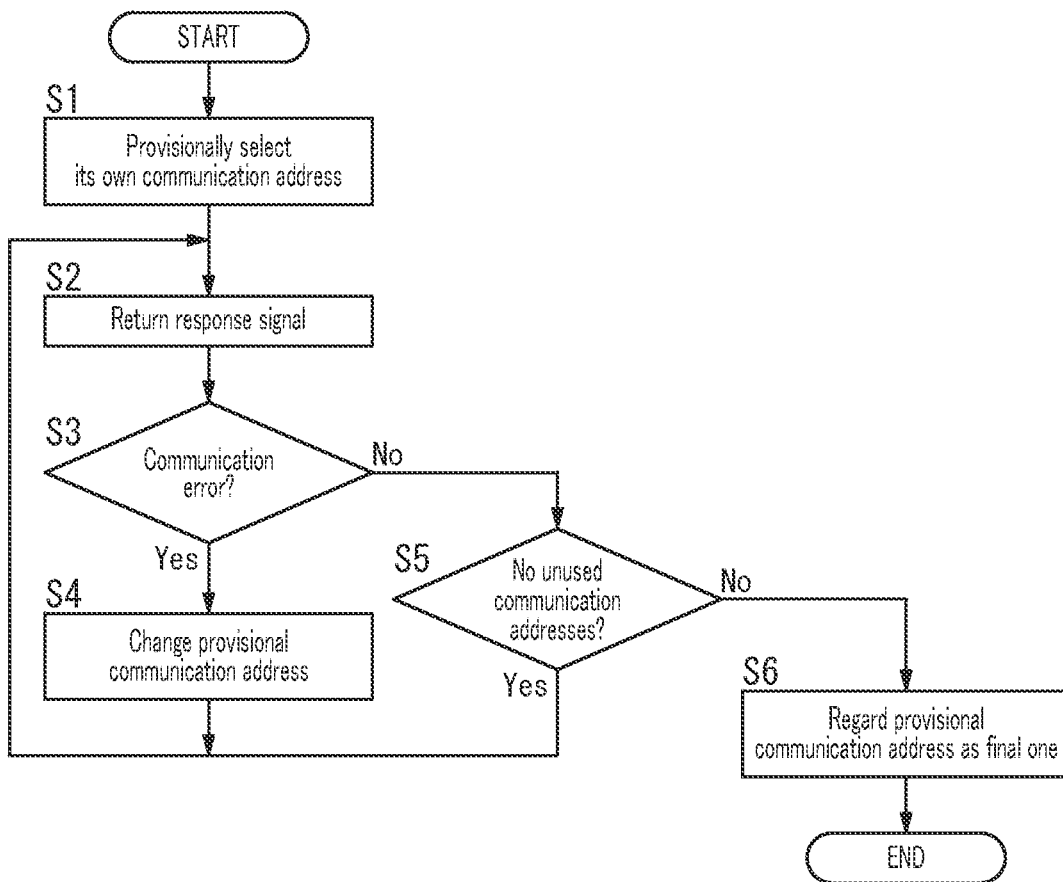 START
S1
Provisionally select
its own communication address
S2
Return response signal
S3
Communication
error?
No
Yes
S4
Change provisional
communication address
S5
No unused
communication
addresses?
No
Yes
S6
Regard provisional
communication address as final one
END